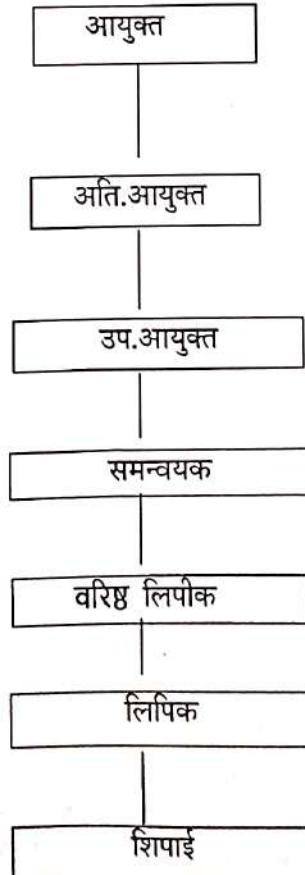 आयुक्त
अति.आयुक्त
उप.आयुक्त
समन्वयक
वरिष्ठ लिपीक
लिपिक
शिपाई